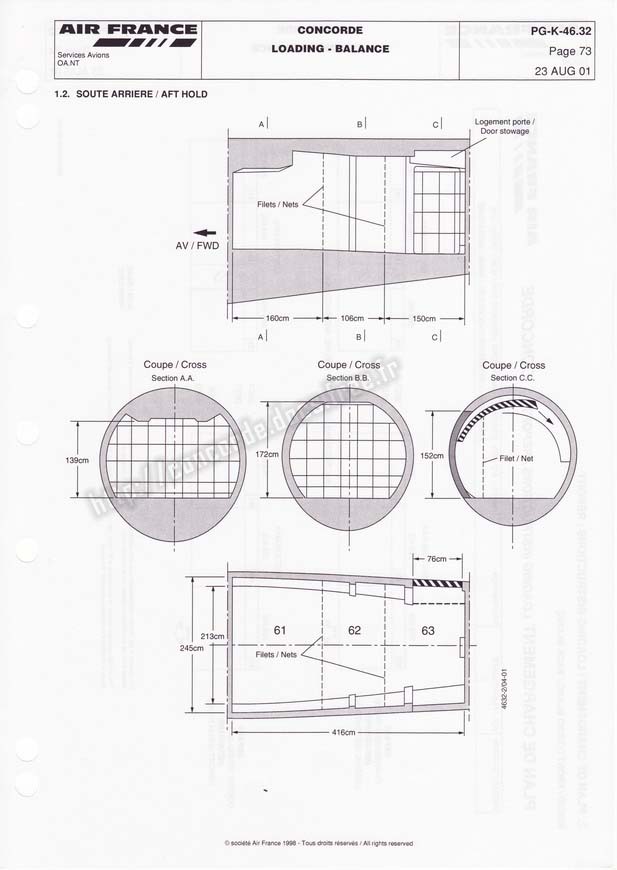 AIR FRANCE
Services Avions
OA.NT
CONCORDE
LOADING - BALANCE
PG-K-46.32
Page 73
23 AUG 01
1.2. SOUTE ARRIERE / AFT HOLD
A
B
C
Logement porte /
Door stowage
Filets / Nets
AV / FWD
160cm
106cm
150cm
A
B
C
Coupe / Cross
Section A.A.
Coupe / Cross
Section B.B.
Coupe / Cross
Section C.C.
139cm
172cm
152cm
Filet / Net
http://concorde.
.fr
76cm
61
62
63
213cm
245cm
Filets / Nets
416cm
4632-2/04-01
© société Air France 1998 - Tous droits réservés / All rights reserved